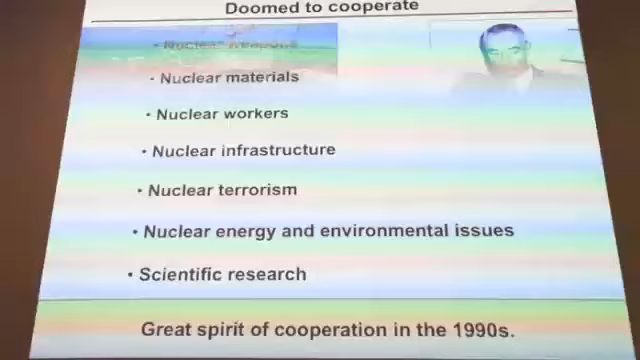 Doomed to cooperate
• Nuclear weapons
• Nuclear materials
• Nuclear workers
• Nuclear infrastructure
• Nuclear terrorism
• Nuclear energy and environmental issues
• Scientific research
Great spirit of cooperation in the 1990s.